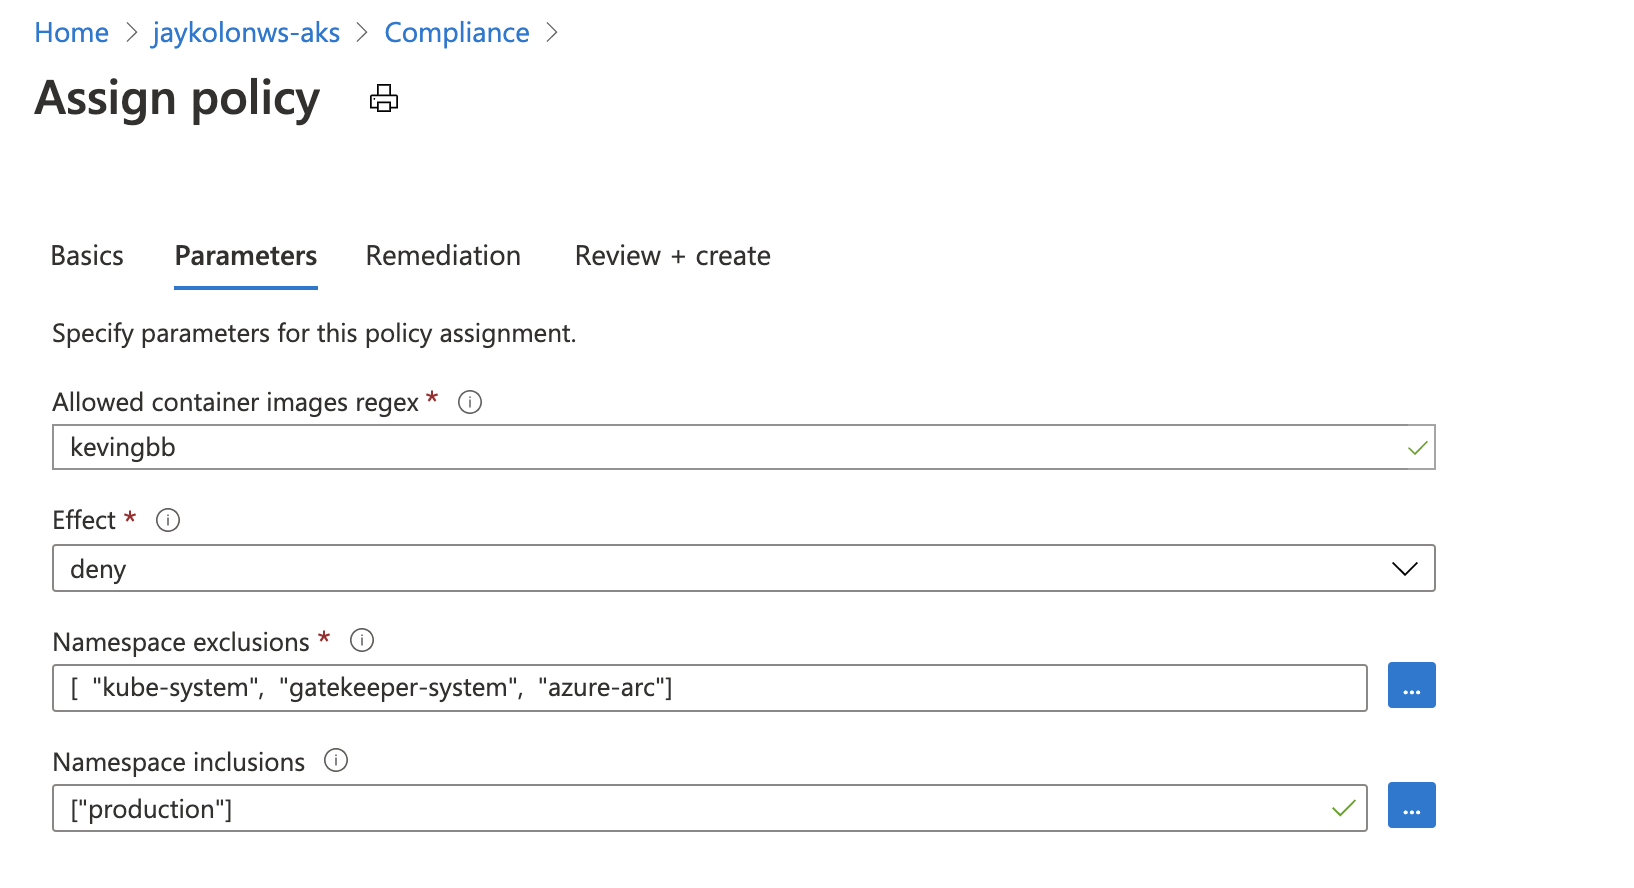 Home > jaykolonws-aks > Compliance >
Assign policy
Basics Parameters Remediation Review + create
Specify parameters for this policy assignment.
Allowed container images regex *
kevingbb
Effect *
deny
Namespace exclusions *
[ "kube-system", "gatekeeper-system", "azure-arc"]
...
Namespace inclusions
["production"]
...